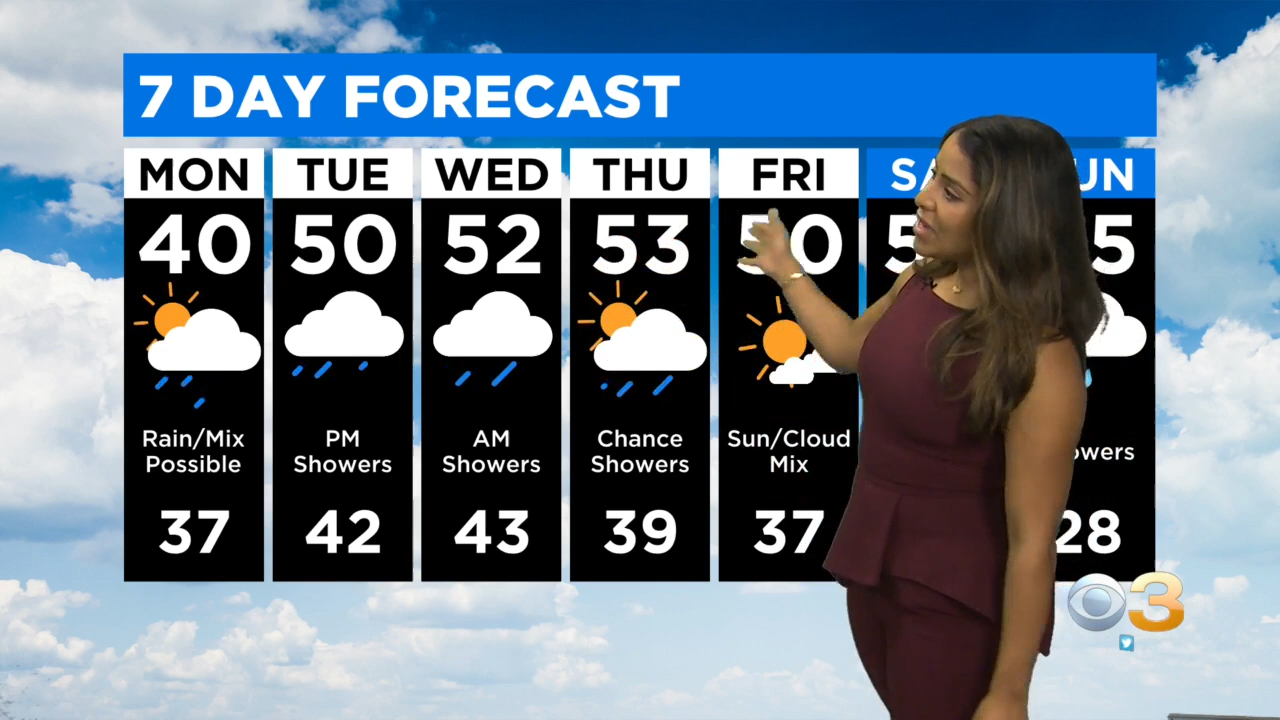 7 DAY FORECAST
MON TUE WED THU FRI
40 50 52 53
Rain/Mix
Possible
PM
Showers
AM
Showers
Chance
Showers
Sun/Cloud
Mix
37 42 43 39 37 28
3